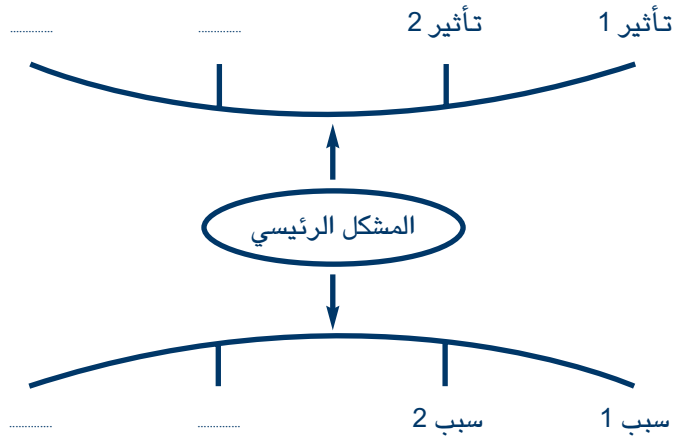 تأثير 1 تأثير 2 ............. .............
المشكل الرئيسي
سبب 1 سبب 2 ............. .............